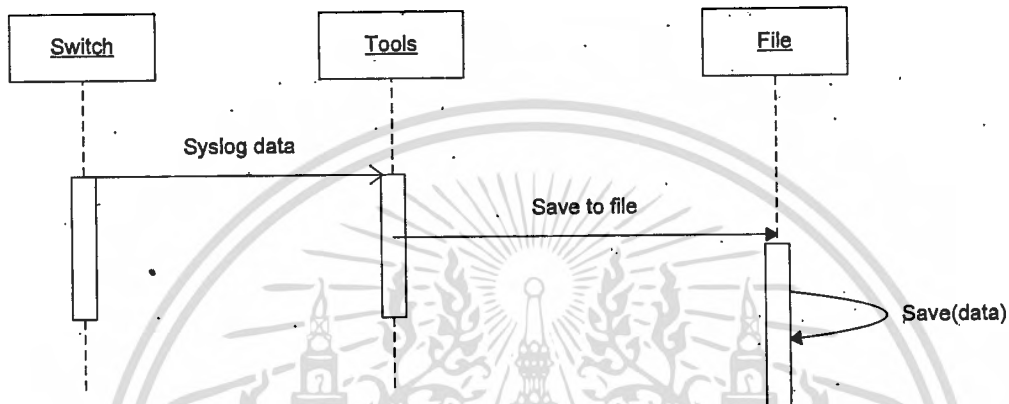 Switch
Tools
File
Syslog data
Save to file
Save(data)